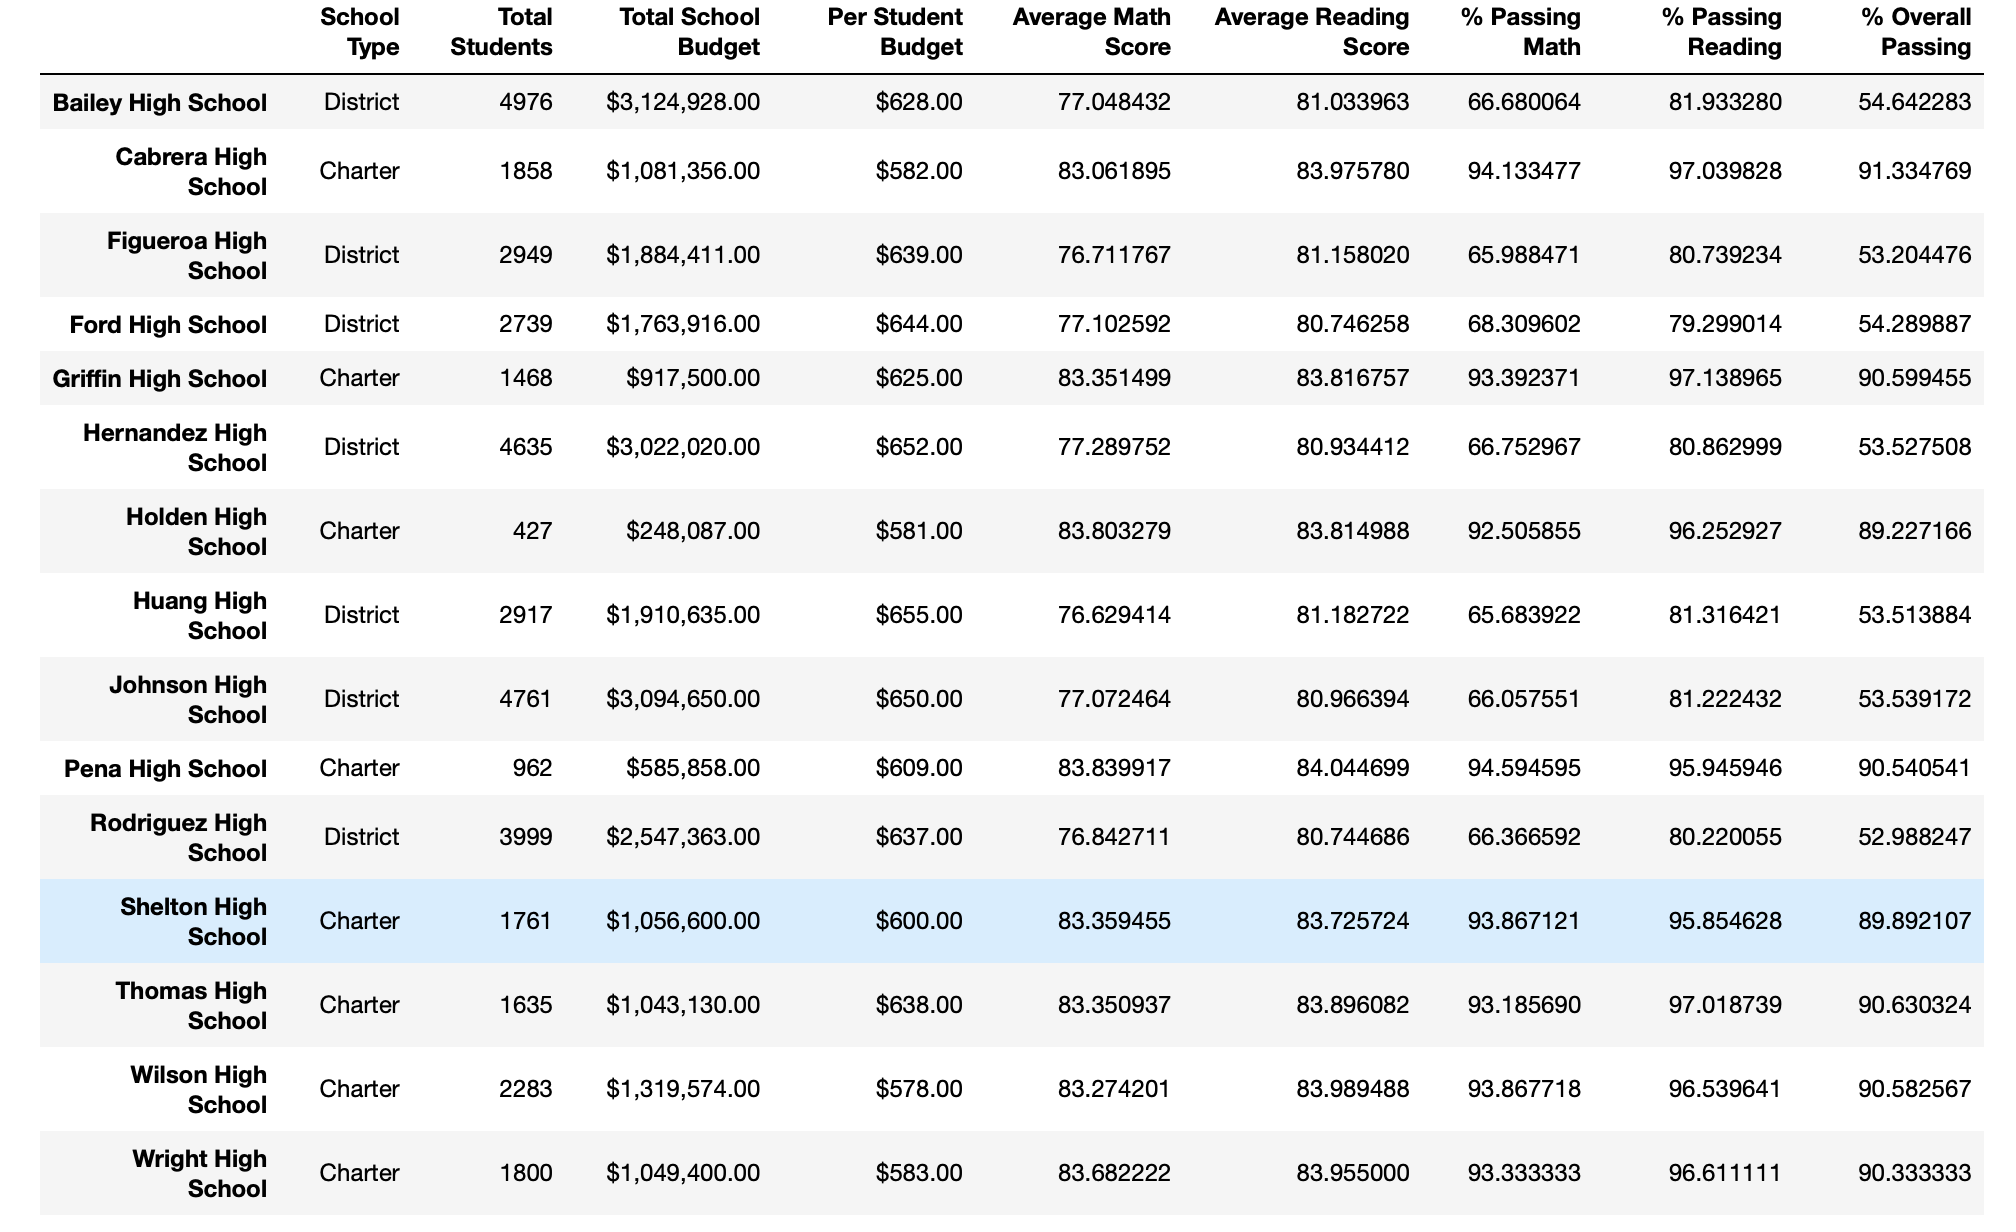 School Type Total Students Total School Budget Per Student Budget Average Math Score Average Reading Score % Passing Math % Passing Reading % Overall Passing
Bailey High School District 4976 $3,124,928.00 $628.00 77.048432 81.033963 66.680064 81.933280 54.642283
Cabrera High School Charter 1858 $1,081,356.00 $582.00 83.061895 83.975780 94.133477 97.039828 91.334769
Figueroa High School District 2949 $1,884,411.00 $639.00 76.711767 81.158020 65.988471 80.739234 53.204476
Ford High School District 2739 $1,763,916.00 $644.00 77.102592 80.746258 68.309602 79.299014 54.289887
Griffin High School Charter 1468 $917,500.00 $625.00 83.351499 83.816757 93.392371 97.138965 90.599455
Hernandez High School District 4635 $3,022,020.00 $652.00 77.289752 80.934412 66.752967 80.862999 53.527508
Holden High School Charter 427 $248,087.00 $581.00 83.803279 83.814988 92.505855 96.252927 89.227166
Huang High School District 2917 $1,910,635.00 $655.00 76.629414 81.182722 65.683922 81.316421 53.513884
Johnson High School District 4761 $3,094,650.00 $650.00 77.072464 80.966394 66.057551 81.222432 53.539172
Pena High School Charter 962 $585,858.00 $609.00 83.839917 84.044699 94.594595 95.945946 90.540541
Rodriguez High School District 3999 $2,547,363.00 $637.00 76.842711 80.744686 66.366592 80.220055 52.988247
Shelton High School Charter 1761 $1,056,600.00 $600.00 83.359455 83.725724 93.867121 95.854628 89.892107
Thomas High School Charter 1635 $1,043,130.00 $638.00 83.350937 83.896082 93.185690 97.018739 90.630324
Wilson High School Charter 2283 $1,319,574.00 $578.00 83.274201 83.989488 93.867718 96.539641 90.582567
Wright High School Charter 1800 $1,049,400.00 $583.00 83.682222 83.955000 93.333333 96.611111 90.333333